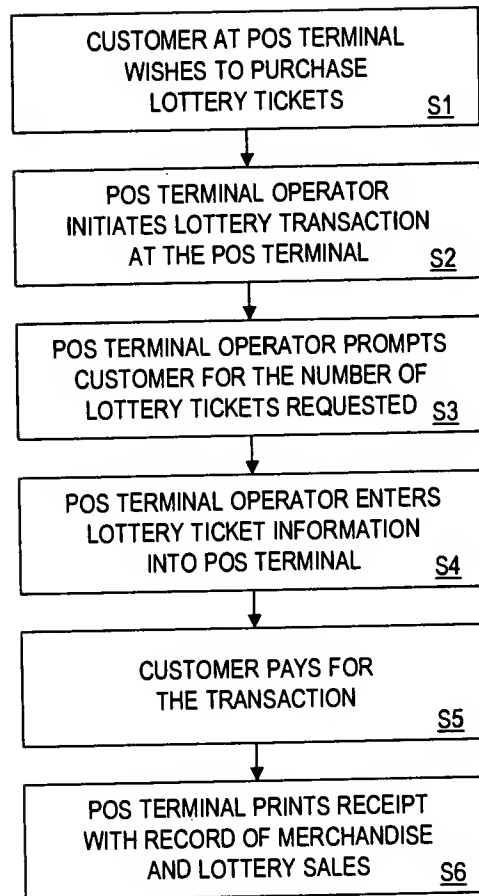 CUSTOMER AT POS TERMINAL
WISHES TO PURCHASE
LOTTERY TICKETS
S1
POS TERMINAL OPERATOR
INITIATES LOTTERY TRANSACTION
AT THE POS TERMINAL
S2
POS TERMINAL OPERATOR PROMPTS
CUSTOMER FOR THE NUMBER OF
LOTTERY TICKETS REQUESTED
S3
POS TERMINAL OPERATOR ENTERS
LOTTERY TICKET INFORMATION
INTO POS TERMINAL
S4
CUSTOMER PAYS FOR
THE TRANSACTION
S5
POS TERMINAL PRINTS RECEIPT
WITH RECORD OF MERCHANDISE
AND LOTTERY SALES
S6